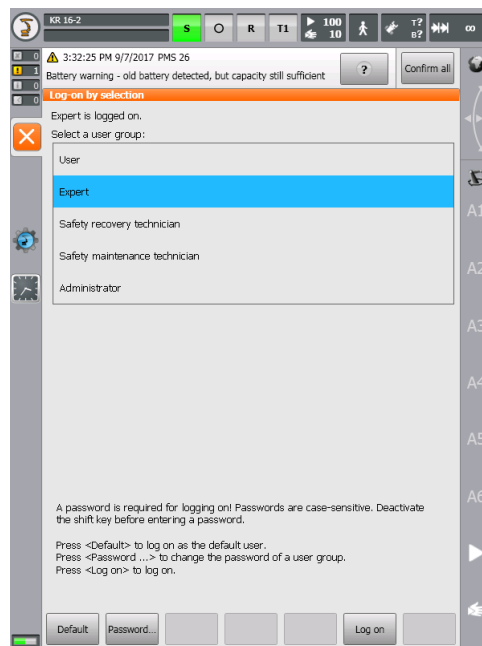 KR 16-2
S
O
R
T1
100
10
T?
B?
∞
0
1
0
0
3:32:25 PM 9/7/2017 PMS 26
Battery warning - old battery detected, but capacity still sufficient
?
Confirm all
Log-on by selection
Expert is logged on.
Select a user group:
User
Expert
Safety recovery technician
Safety maintenance technician
Administrator
A1
A2
A3
A4
A5
A6
A password is required for logging on! Passwords are case-sensitive. Deactivate
the shift key before entering a password.
Press <Default> to log on as the default user.
Press <Password ...> to change the password of a user group.
Press <Log on> to log on.
Default
Password...
Log on